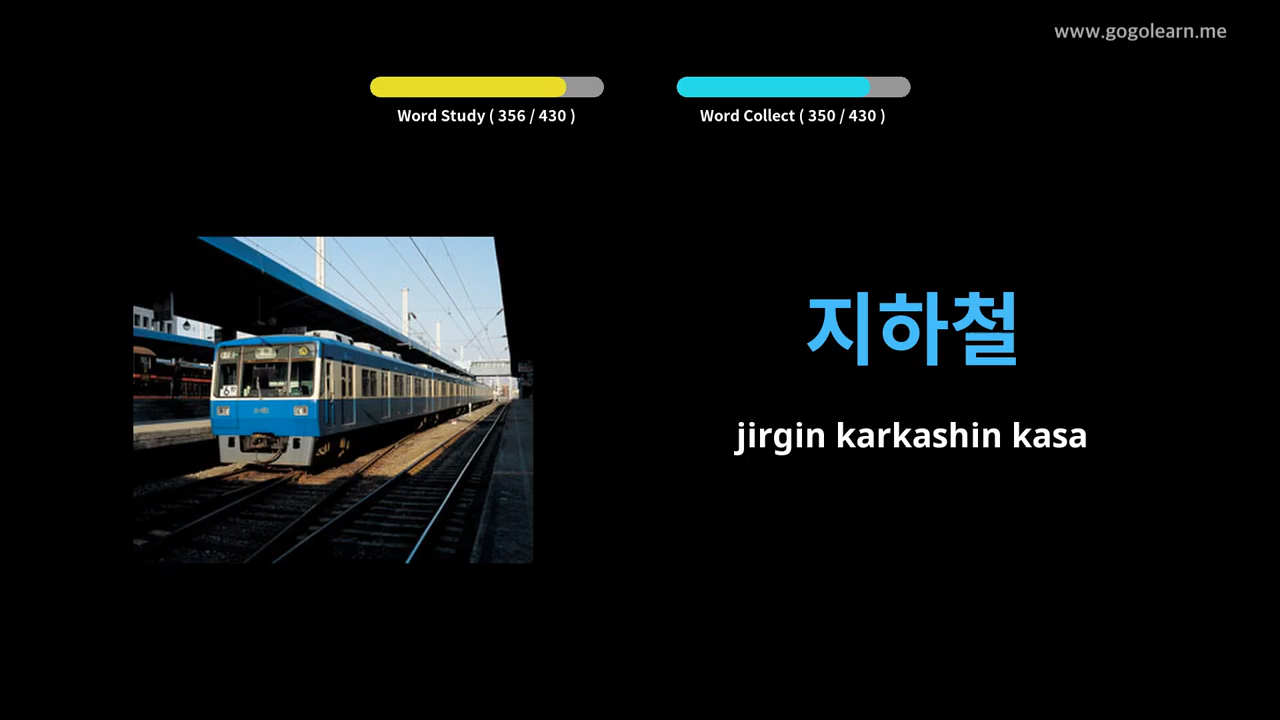 www.gogolearn.me
Word Study ( 356 / 430 )
Word Collect ( 350 / 430 )
지하철
jirgin karkashin kasa